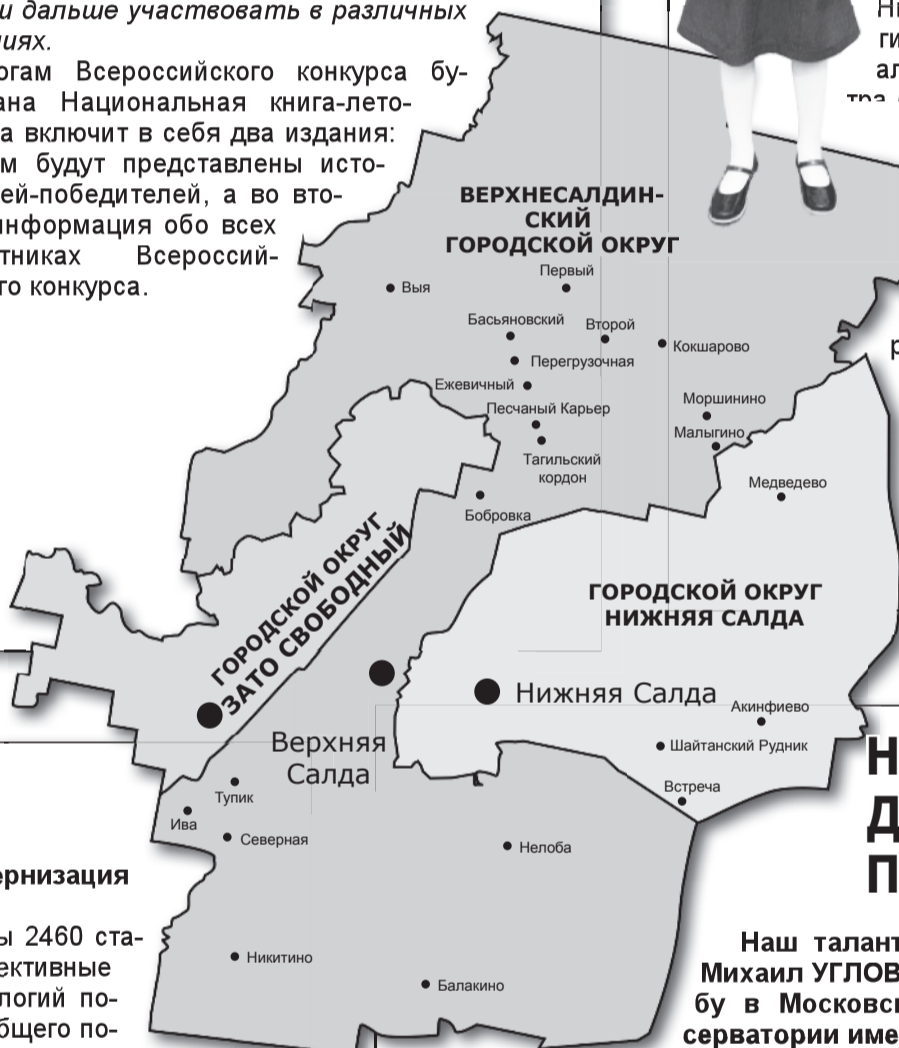 и дальше участвовать в различных
иях.
огам Всероссийского конкурса бу-
ана Национальная книга-лето-
а включит в себя два издания:
м будут представлены исто-
ей-победителей, а во вто-
информация обо всех
тниках Всероссий-
го конкурса.
ВЕРХНЕСАЛДИН-
СКИЙ
ГОРОДСКОЙ ОКРУГ
Первый
Выя
Басьяновский
Второй
Кокшарово
Перегрузочная
Ежевичный
Моршинино
Песчаный Карьер
Малыгино
Тагильский
кордон
Медведево
Бобровка
ГОРОДСКОЙ ОКРУГ
ЗАТО СВОБОДНЫЙ
ГОРОДСКОЙ ОКРУГ
НИЖНЯЯ САЛДА
Нижняя Салда
Акинфиево
Шайтанский Рудник
Верхняя
Салда
Встреча
Тупик
Ива
Северная
Нелоба
Никитино
Балакино
ернизация
ы 2460 ста-
ективные
логий по-
бщего по-
Н
Д
П
Наш талант
Михаил УГЛОВ
бу в Московс
серватории име